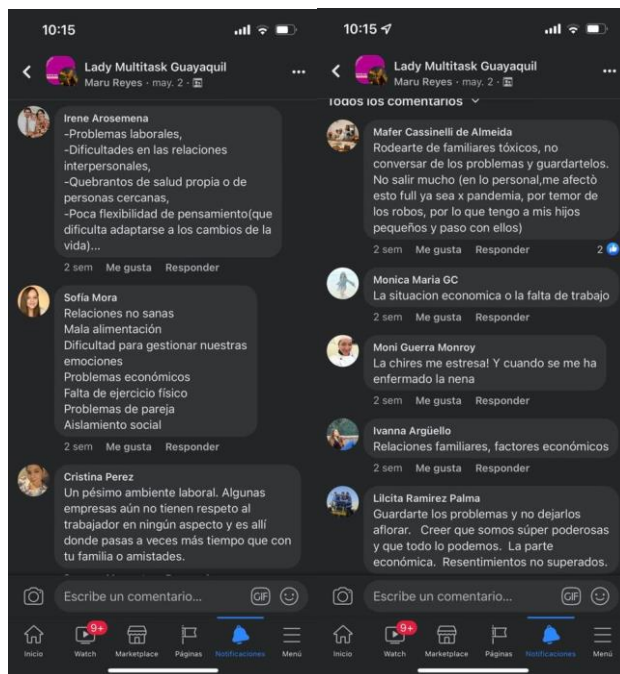 10:15
Lady Multitask Guayaquil
Maru Reyes · may. 2 ·
Irene Arosemena
-Problemas laborales,
-Dificultades en las relaciones
interpersonales,
-Quebrantos de salud propia o de
personas cercanas,
-Poca flexibilidad de pensamiento(que
dificulta adaptarse a los cambios de la
vida)...
2 sem Me gusta Responder
Sofía Mora
Relaciones no sanas
Mala alimentación
Dificultad para gestionar nuestras
emociones
Problemas económicos
Falta de ejercicio físico
Problemas de pareja
Aislamiento social
2 sem Me gusta Responder
Cristina Perez
Un pésimo ambiente laboral. Algunas
empresas aún no tienen respeto al
trabajador en ningún aspecto y es allí
donde pasas a veces más tiempo que con
tu familia o amistades.
Escribe un comentario...
GIF
9+
Inicio Watch Marketplace Páginas Notificaciones Menú
10:15
Lady Multitask Guayaquil
Maru Reyes · may. 2 ·
Todos los comentarios
Mafer Cassinelli de Almeida
Rodearte de familiares tóxicos, no
conversar de los problemas y guardartelos.
No salir mucho (en lo personal,me afectò
esto full ya sea x pandemia, por temor de
los robos, por lo que tengo a mis hijos
pequeños y paso con ellos)
2 sem Me gusta Responder 2
Monica Maria GC
La situacion economica o la falta de trabajo
2 sem Me gusta Responder
Moni Guerra Monroy
La chires me estresa! Y cuando se me ha
enfermado la nena
2 sem Me gusta Responder
Ivanna Argüello
Relaciones familiares, factores económicos
2 sem Me gusta Responder
Lilcita Ramirez Palma
Guardarte los problemas y no dejarlos
aflorar. Creer que somos súper poderosas
y que todo lo podemos. La parte
económica. Resentimientos no superados.
Escribe un comentario...
GIF
9+
Inicio Watch Marketplace Páginas Notificaciones Menú